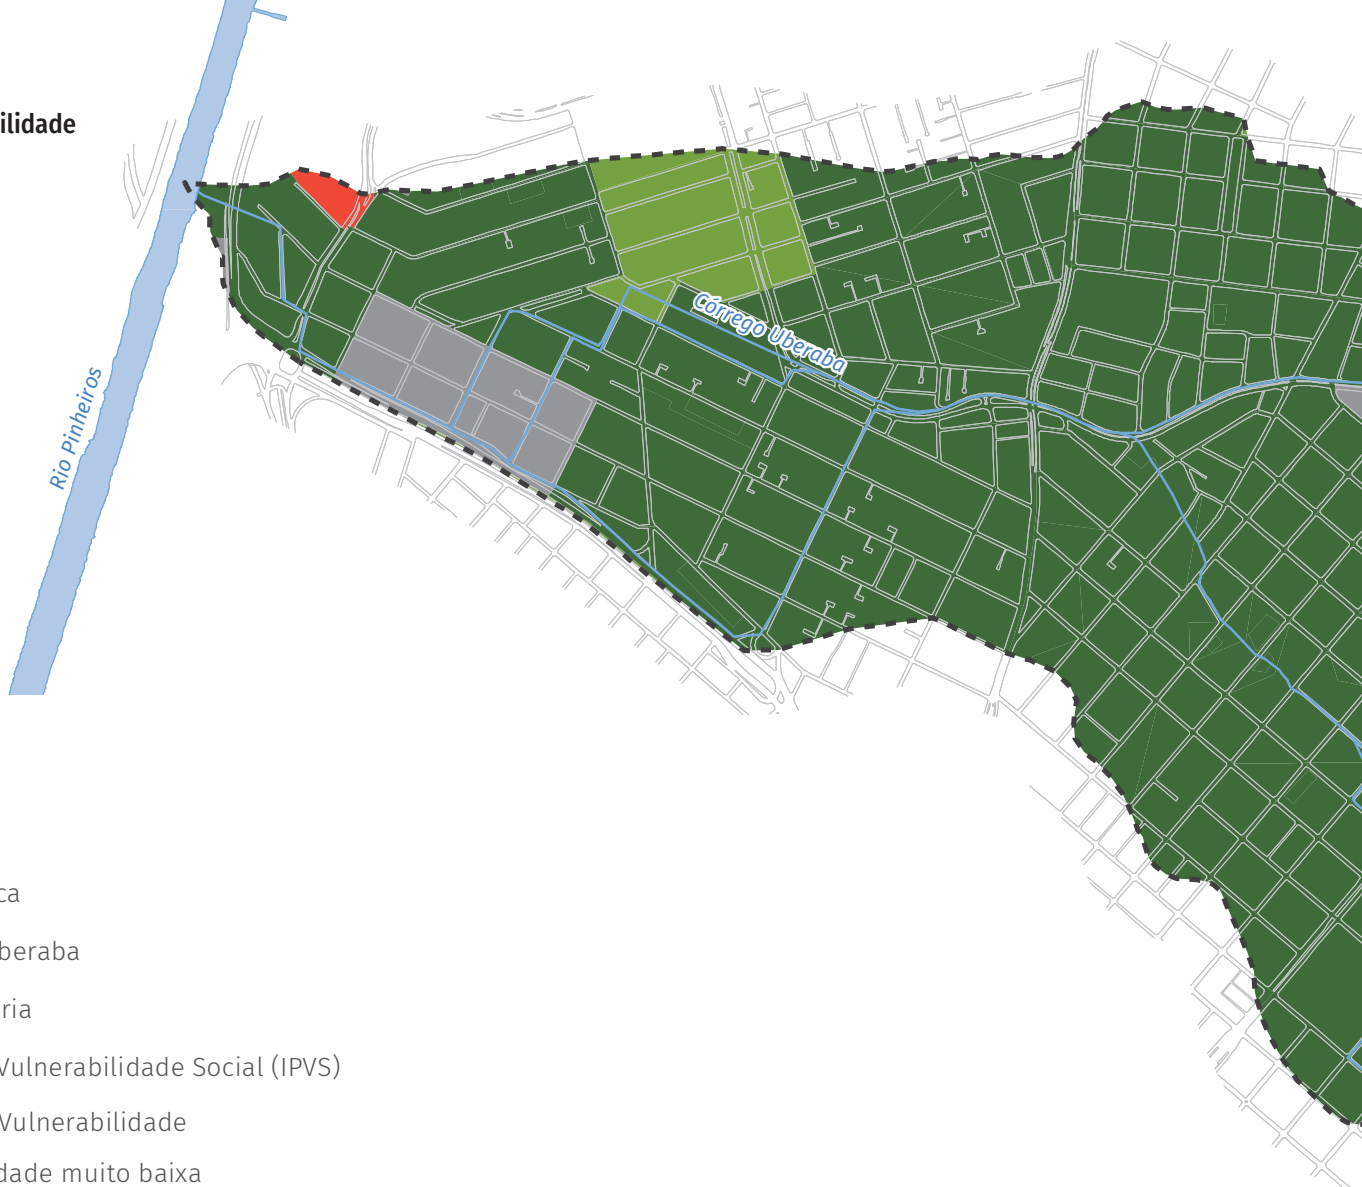 ilidade
Córrego Uberaba
Rio Pinheiros
ca
beraba
ria
Vulnerabilidade Social (IPVS)
Vulnerabilidade
dade muito baixa